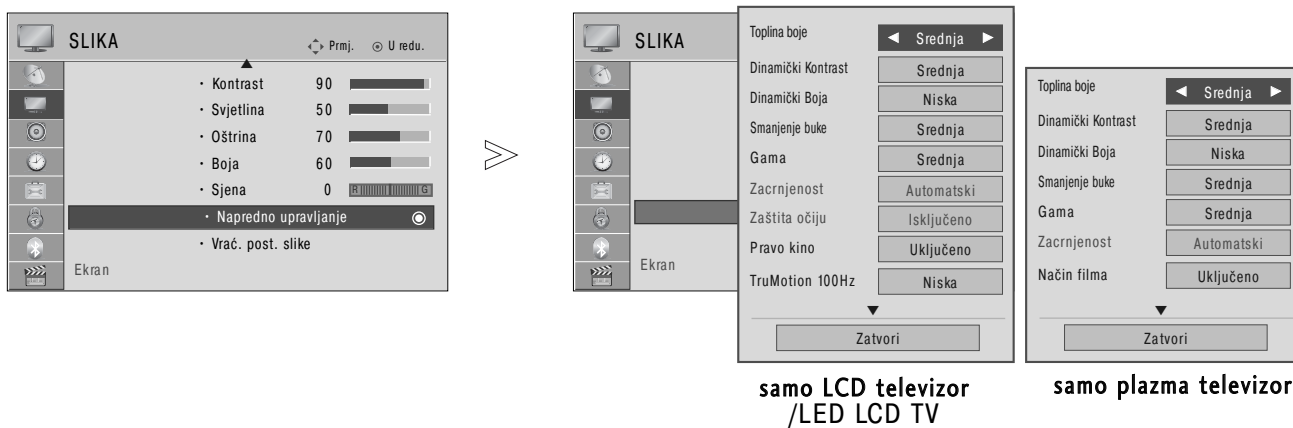 SLIKA
Prmj. U redu.
• Kontrast 90
• Svjetlina 50
• Oštrina 70
• Boja 60
• Sjena 0 R G
• Napredno upravljanje
• Vrać. post. slike
Ekran
>
SLIKA
Ekran
Toplina boje ◄ Srednja ►
Dinamički Kontrast Srednja
Dinamički Boja Niska
Smanjenje buke Srednja
Gama Srednja
Zacrnjenost Automatski
Zaštita očiju Isključeno
Pravo kino Uključeno
TruMotion 100Hz Niska
Zatvori
samo LCD televizor
/LED LCD TV
Toplina boje ◄ Srednja ►
Dinamički Kontrast Srednja
Dinamički Boja Niska
Smanjenje buke Srednja
Gama Srednja
Zacrnjenost Automatski
Način filma Uključeno
Zatvori
samo plazma televizor